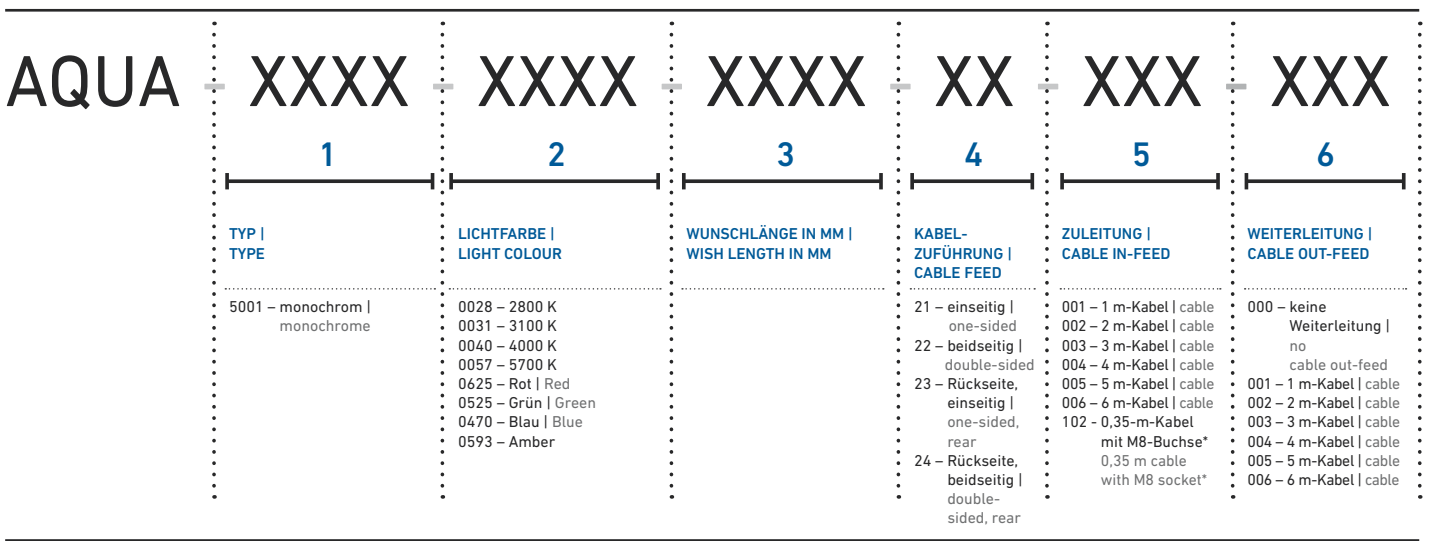 AQUA - XXXX - XXXX - XXXX - XX - XXX - XXX
1 2 3 4 5 6
TYP |
TYPE
5001 – monochrom |
monochrome
LICHTFARBE |
LIGHT COLOUR
0028 – 2800 K
0031 – 3100 K
0040 – 4000 K
0057 – 5700 K
0625 – Rot | Red
0525 – Grün | Green
0470 – Blau | Blue
0593 – Amber
WUNSCHLÄNGE IN MM |
WISH LENGTH IN MM
KABEL-
ZUFÜHRUNG |
CABLE FEED
21 – einseitig |
one-sided
22 – beidseitig |
double-sided
23 – Rückseite,
einseitig |
one-sided,
rear
24 – Rückseite,
beidseitig |
double-
sided, rear
ZULEITUNG |
CABLE IN-FEED
001 – 1 m-Kabel | cable
002 – 2 m-Kabel | cable
003 – 3 m-Kabel | cable
004 – 4 m-Kabel | cable
005 – 5 m-Kabel | cable
006 – 6 m-Kabel | cable
102 - 0,35-m-Kabel
mit M8-Buchse*
0,35 m cable
with M8 socket*
WEITERLEITUNG |
CABLE OUT-FEED
000 – keine
Weiterleitung |
no
cable out-feed
001 – 1 m-Kabel | cable
002 – 2 m-Kabel | cable
003 – 3 m-Kabel | cable
004 – 4 m-Kabel | cable
005 – 5 m-Kabel | cable
006 – 6 m-Kabel | cable